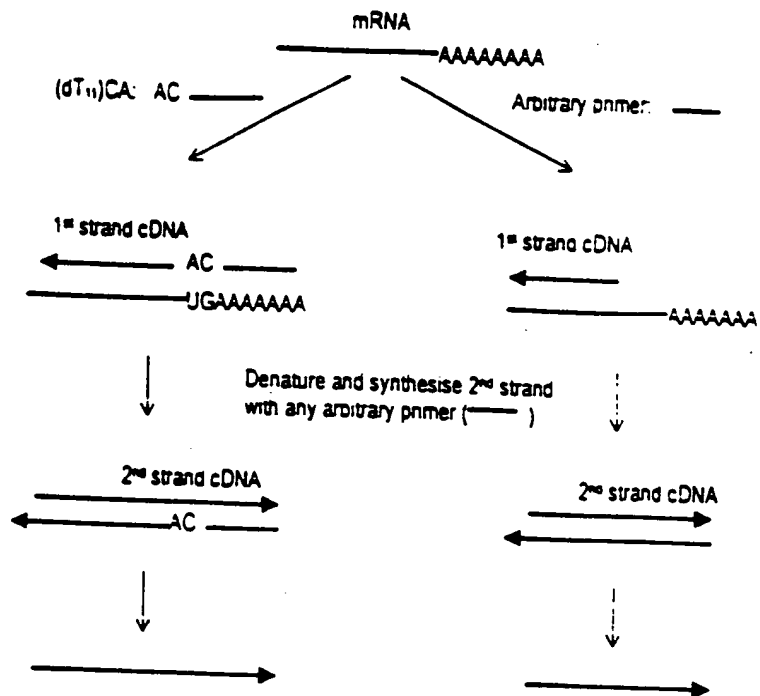 mRNA
AAAAAAAA
(dT₁₁)CA: AC
Arbitrary primer:
1ˢᵗ strand cDNA
AC
UGAAAAAAA
1ˢᵗ strand cDNA
AAAAAAA
Denature and synthesise 2ⁿᵈ strand
with any arbitrary primer ( )
2ⁿᵈ strand cDNA
AC
2ⁿᵈ strand cDNA